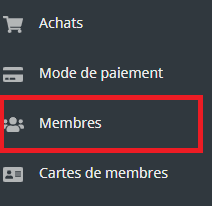 Achats
Mode de paiement
Membres
Cartes de membres